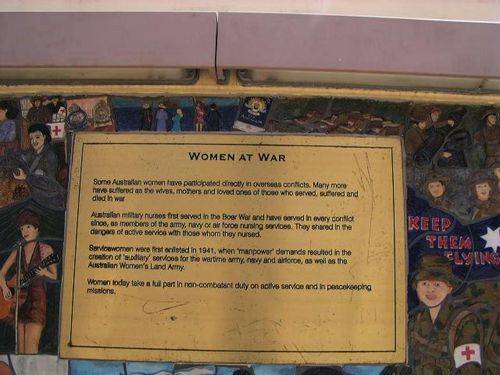 WOMEN AT WAR
Some Australian women have participated directly in overseas conflicts. Many more
have suffered as the wives, mothers and loved ones of those who served, suffered and
died in war
Australian military nurses first served in the Boer War and have served in every conflict
since, as members of the army, navy or air force nursing services. They shared in the
dangers of active service with those whom they nursed.
Servicewomen were first enlisted in 1941, when 'manpower' demands resulted in the
creation of 'auxiliary' services for the wartime army, navy and airforce, as well as the
Australian Women's Land Army.
Women today take a full part in non-combatant duty on active service and in peacekeeping
missions.
KEEP
THEM
FLYING